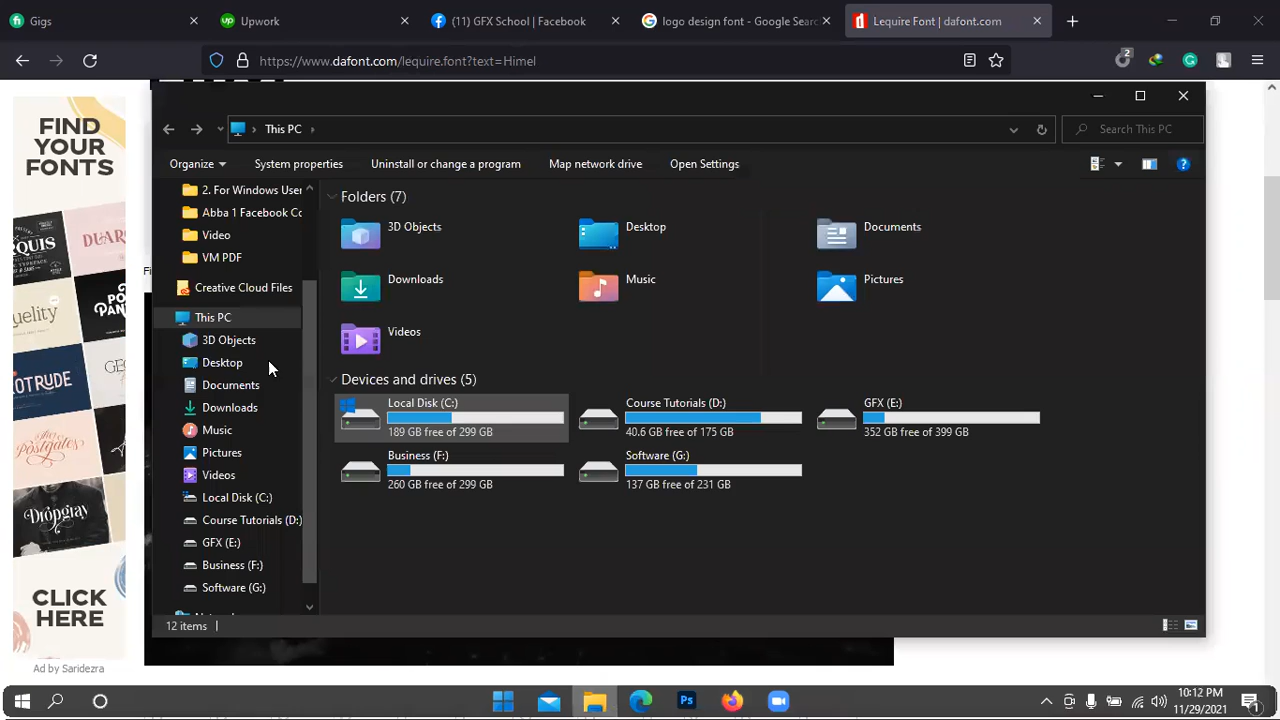 Gigs
Upwork
(11) GFX School | Facebook
logo design font - Google Searc
Lequire Font | dafont.com
https://www.dafont.com/lequire.font?text=Himel
2
FIND
YOUR
FONTS
This PC
Search This PC
Organize
System properties
Uninstall or change a program
Map network drive
Open Settings
2. For Windows User
Abba 1 Facebook Co
Video
VM PDF
Creative Cloud Files
This PC
3D Objects
Desktop
Documents
Downloads
Music
Pictures
Videos
Local Disk (C:)
Course Tutorials (D:)
GFX (E:)
Business (F:)
Software (G:)
Folders (7)
3D Objects
Desktop
Documents
Downloads
Music
Pictures
Videos
Devices and drives (5)
Local Disk (C:)
189 GB free of 299 GB
Course Tutorials (D:)
40.6 GB free of 175 GB
GFX (E:)
352 GB free of 399 GB
Business (F:)
260 GB free of 299 GB
Software (G:)
137 GB free of 231 GB
12 items
CLICK
HERE
Ad by Saridezra
Ps
10:12 PM
11/29/2021
1